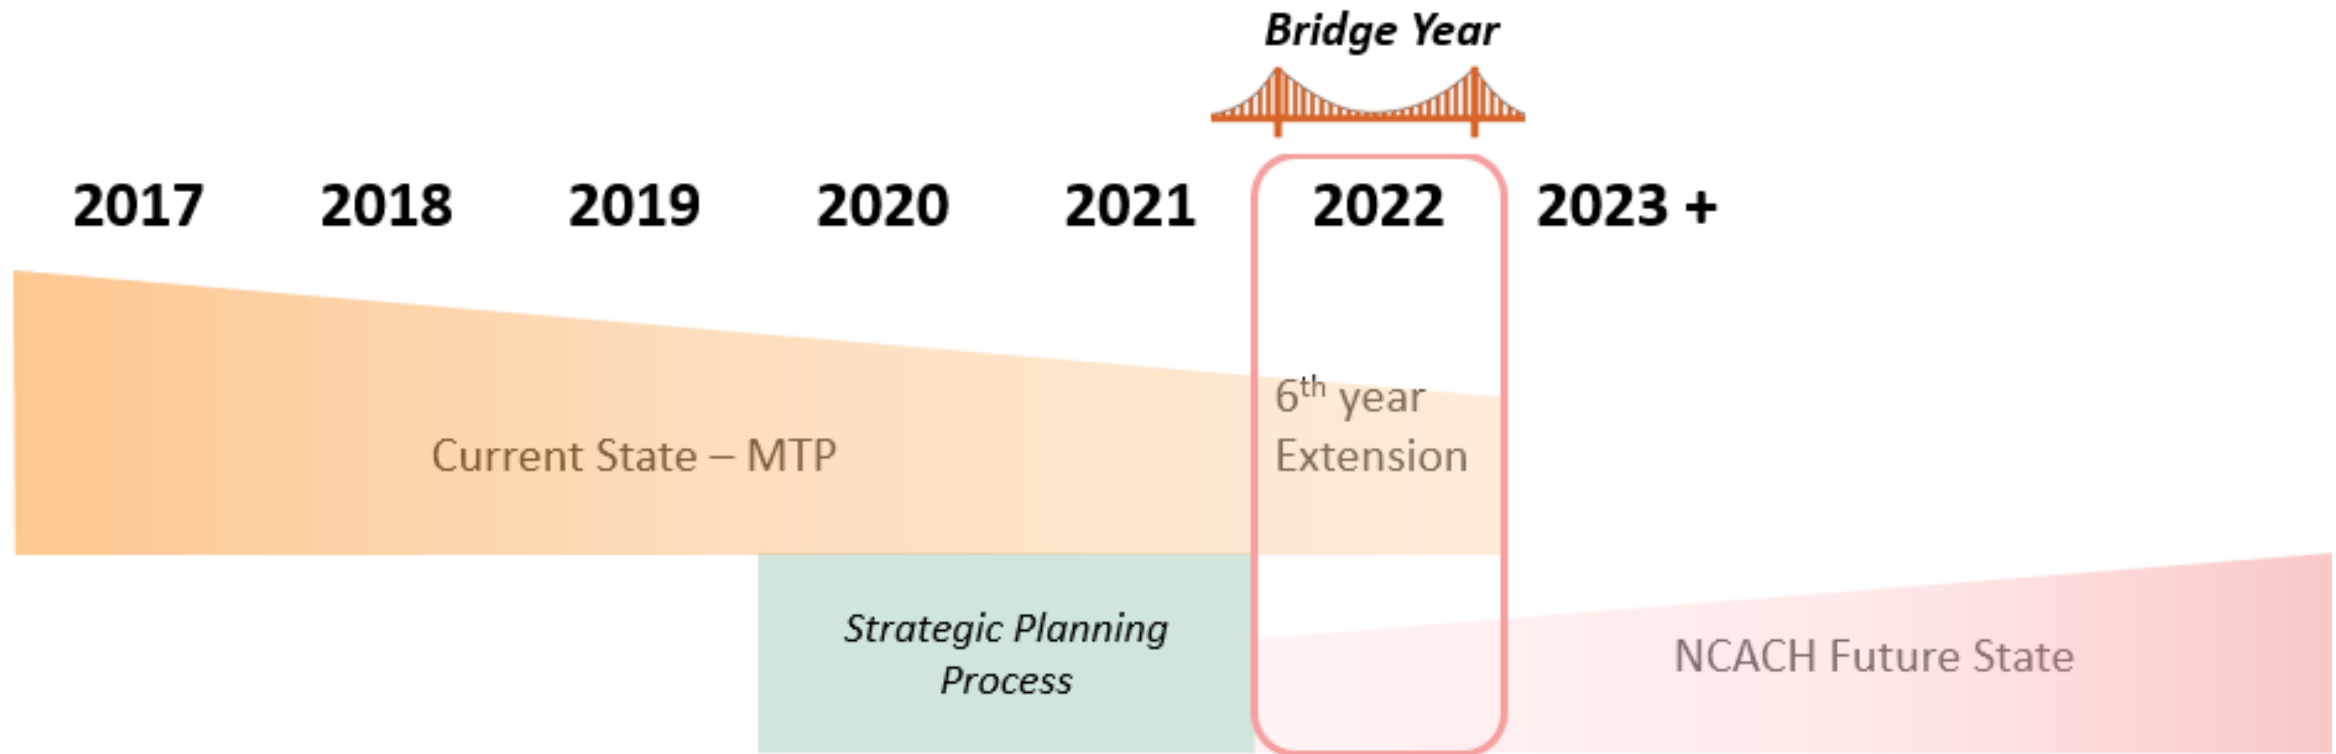 Bridge Year
2017 2018 2019 2020 2021 2022 2023 +
6th year
Extension
Current State – MTP
Strategic Planning
Process
NCACH Future State